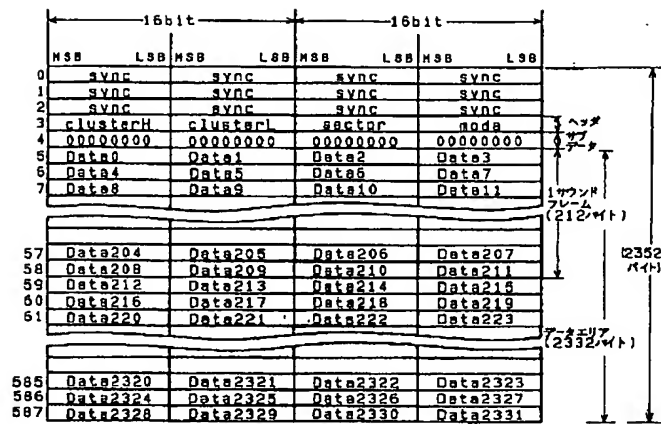 16bit 16bit
MSB LSB MSB LSB MSB LSB MSB LSB
0 sync sync sync sync
1 sync sync sync sync
2 sync sync sync sync
3 clusterH clusterL sector mode ヘッダ
4 00000000 00000000 00000000 00000000 サブデータ
5 Data0 Data1 Data2 Data3
6 Data4 Data5 Data6 Data7
7 Data8 Data9 Data10 Data11
1サウンド
フレーム
(212バイト)
57 Data204 Data205 Data206 Data207
58 Data208 Data209 Data210 Data211
59 Data212 Data213 Data214 Data215
60 Data216 Data217 Data218 Data219
61 Data220 Data221 Data222 Data223
(2352
バイト)
データエリア
(2332バイト)
585 Data2320 Data2321 Data2322 Data2323
586 Data2324 Data2325 Data2326 Data2327
587 Data2328 Data2329 Data2330 Data2331